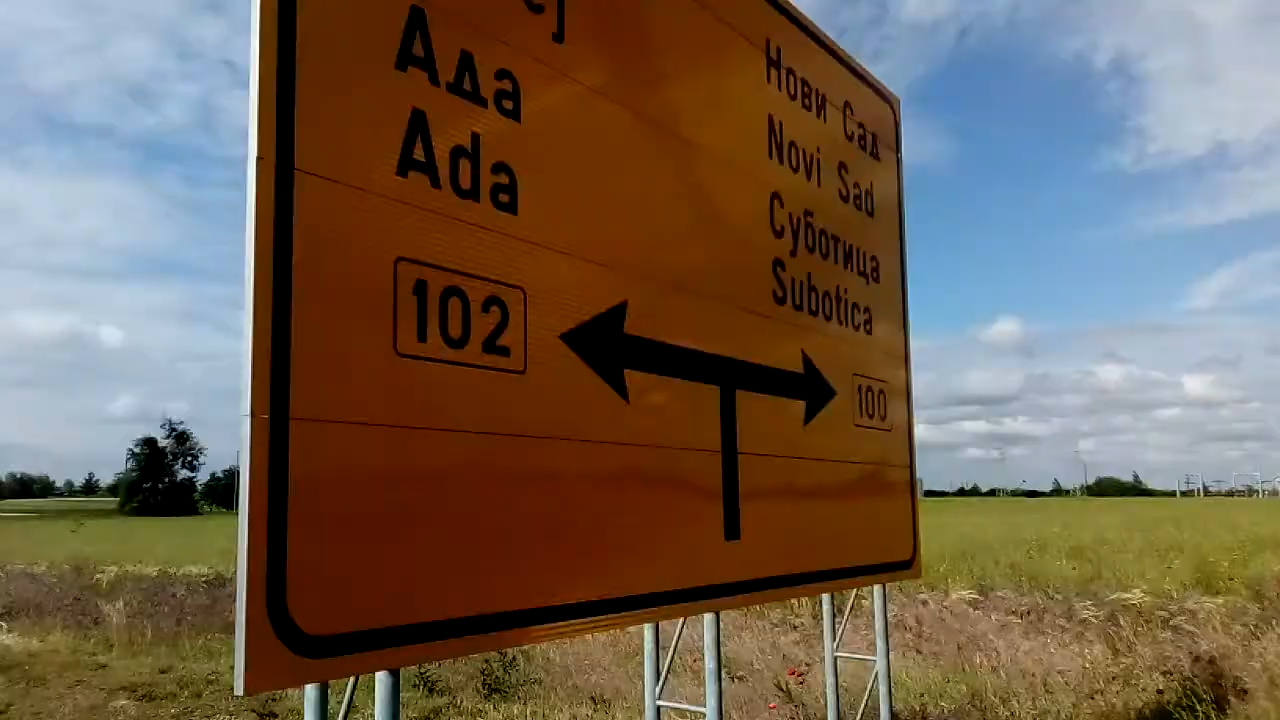 Ада
Ada
102
Нови Сад
Novi Sad
Суботица
Subotica
100